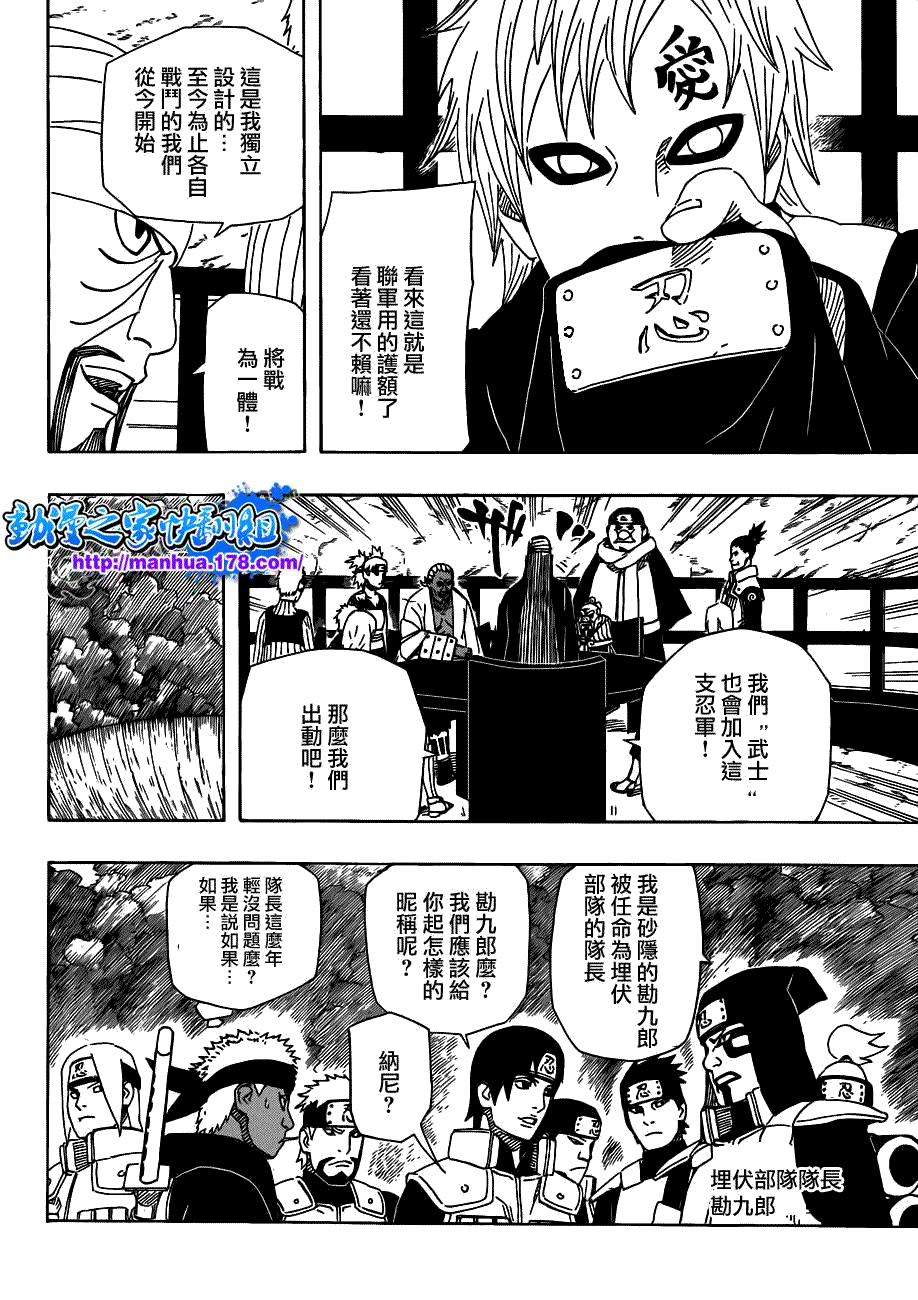 愛
忍
看來這就是
聯軍用的護額了
看著還不賴嘛！
這是我獨立
設計的…
至今為止各自
戰鬥的我們
從今開始
將戰
為一體！
我們〝武士〞
也會加入這
支忍軍！
ザッ
那麼我們
出動吧！
動漫之家汉化组
http://manhua.178.com/
我是砂隱的勘九郎
被任命為埋伏
部隊的隊長
勘九郎麼？
我們應該給
你起怎樣的
昵稱呢？
納尼？
隊長這麼年
輕沒問題麼？
我是說如果…
如果…
忍
忍
忍
忍
忍
忍
埋伏部隊隊長
勘九郎